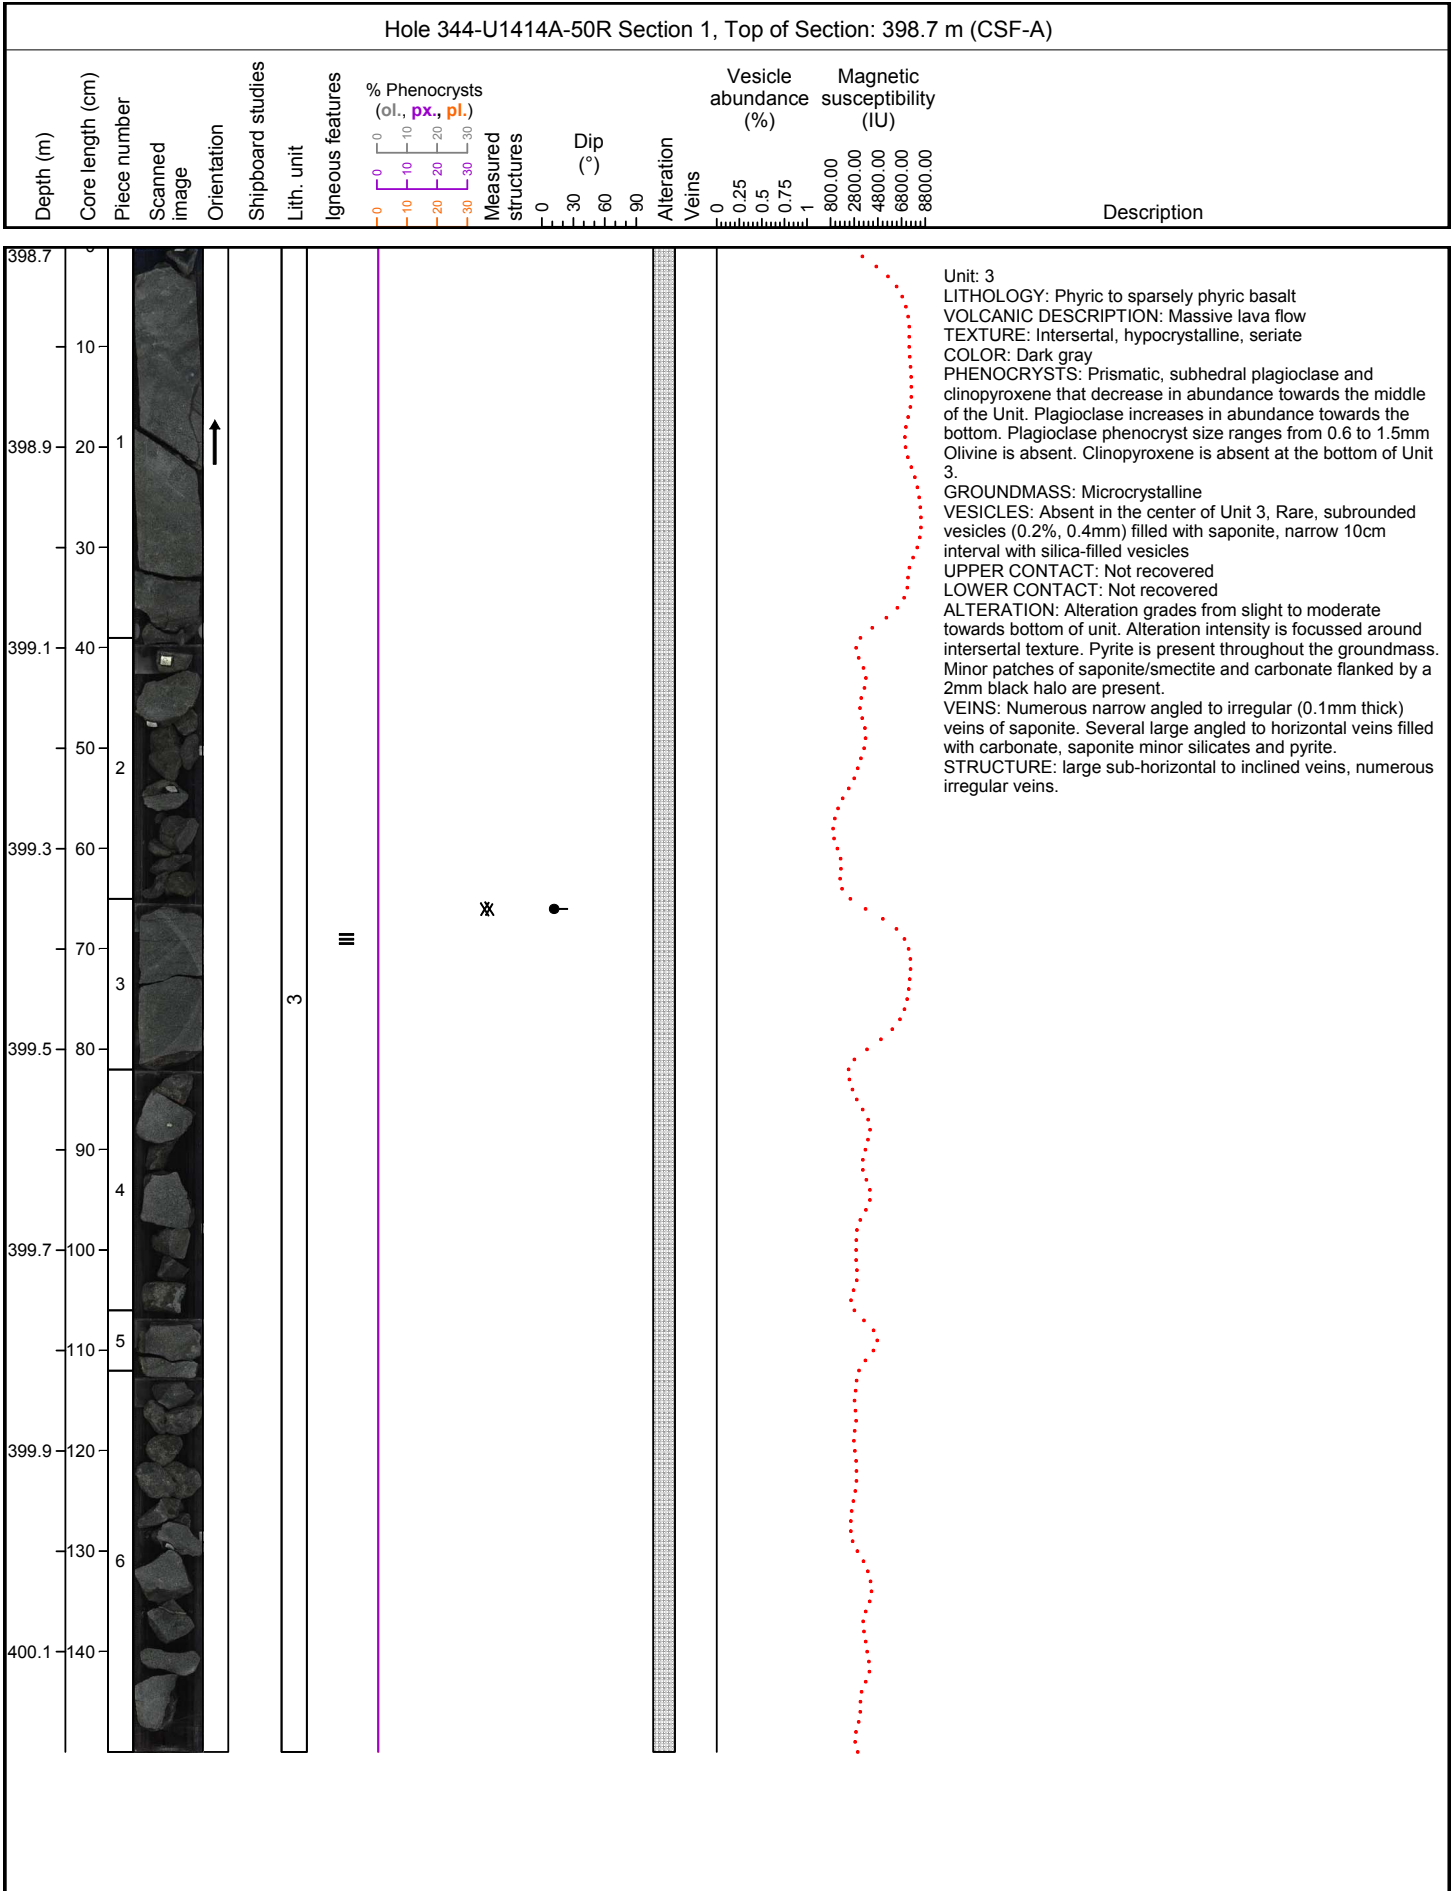 Hole 344-U1414A-50R Section 1, Top of Section: 398.7 m (CSF-A)
Depth (m)
Core length (cm)
Piece number
Scanned
image
Orientation
Shipboard studies
Lith. unit
Igneous features
% Phenocrysts
(ol., px., pl.)
0 10 20 30
0 10 20 30
0 10 20 30
Measured
structures
Dip
(°)
0 30 60 90
Alteration
Veins
Vesicle
abundance
(%)
0 0.25 0.5 0.75 1
Magnetic
susceptibility
(IU)
800.00 2800.00 4800.00 6800.00 8800.00
Description
398.7
398.9
399.1
399.3
399.5
399.7
399.9
400.1
10
20
30
40
50
60
70
80
90
100
110
120
130
140
1
2
3
4
5
6
3
Unit: 3
LITHOLOGY: Phyric to sparsely phyric basalt
VOLCANIC DESCRIPTION: Massive lava flow
TEXTURE: Intersertal, hypocrystalline, seriate
COLOR: Dark gray
PHENOCRYSTS: Prismatic, subhedral plagioclase and
clinopyroxene that decrease in abundance towards the middle
of the Unit. Plagioclase increases in abundance towards the
bottom. Plagioclase phenocryst size ranges from 0.6 to 1.5mm
Olivine is absent. Clinopyroxene is absent at the bottom of Unit
3.
GROUNDMASS: Microcrystalline
VESICLES: Absent in the center of Unit 3, Rare, subrounded
vesicles (0.2%, 0.4mm) filled with saponite, narrow 10cm
interval with silica-filled vesicles
UPPER CONTACT: Not recovered
LOWER CONTACT: Not recovered
ALTERATION: Alteration grades from slight to moderate
towards bottom of unit. Alteration intensity is focussed around
intersertal texture. Pyrite is present throughout the groundmass.
Minor patches of saponite/smectite and carbonate flanked by a
2mm black halo are present.
VEINS: Numerous narrow angled to irregular (0.1mm thick)
veins of saponite. Several large angled to horizontal veins filled
with carbonate, saponite minor silicates and pyrite.
STRUCTURE: large sub-horizontal to inclined veins, numerous
irregular veins.